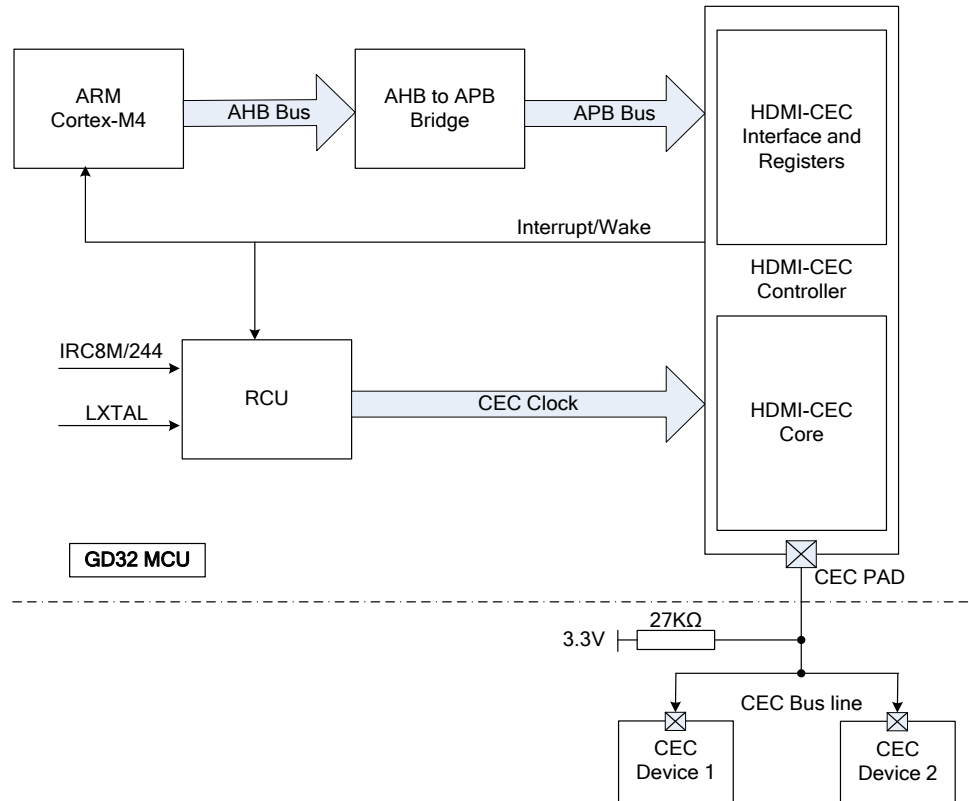 ARM
Cortex-M4
AHB Bus
AHB to APB
Bridge
APB Bus
HDMI-CEC
Interface and
Registers
Interrupt/Wake
HDMI-CEC
Controller
IRC8M/244
LXTAL
RCU
CEC Clock
HDMI-CEC
Core
GD32 MCU
CEC PAD
27KΩ
3.3V
CEC Bus line
CEC
Device 1
CEC
Device 2